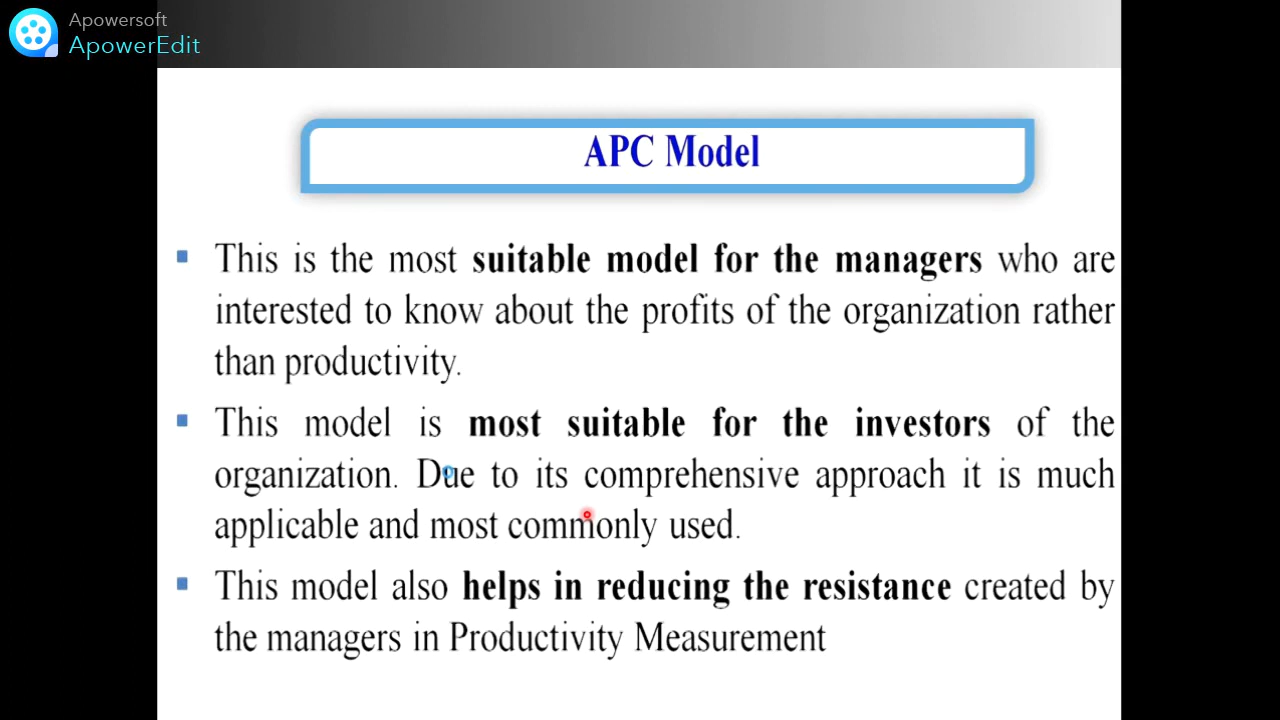 Apowersoft
ApowerEdit
APC Model
This is the most suitable model for the managers who are
interested to know about the profits of the organization rather
than productivity.
This model is most suitable for the investors of the
organization. Due to its comprehensive approach it is much
applicable and most commonly used.
This model also helps in reducing the resistance created by
the managers in Productivity Measurement